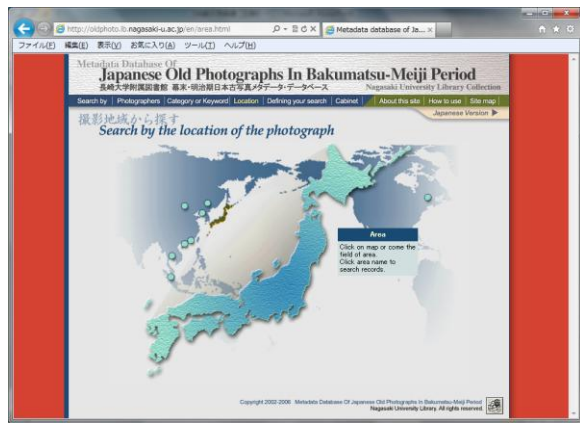 http://oldphoto.lb.nagasaki-u.ac.jp/en/area.html
Metadata database of Ja...
ファイル(F) 編集(E) 表示(V) お気に入り(A) ツール(T) ヘルプ(H)
Metadata Database Of
Japanese Old Photographs In Bakumatsu-Meiji Period
長崎大学附属図書館 幕末・明治期日本古写真メタデータ・データベース Nagasaki University Library Collection
Search by | Photographers | Category or Keyword | Location | Defining your search | Cabinet | About this site | How to use | Site map |
Japanese Version ▶
撮影地域から探す
Search by the location of the photograph
Area
Click on map or come the
field of area.
Click area name to
search records.
Copyright 2002-2006 Metadata Database Of Japanese Old Photographs In Bakumatsu-Meiji Period
Nagasaki University Library. All rights reserved.